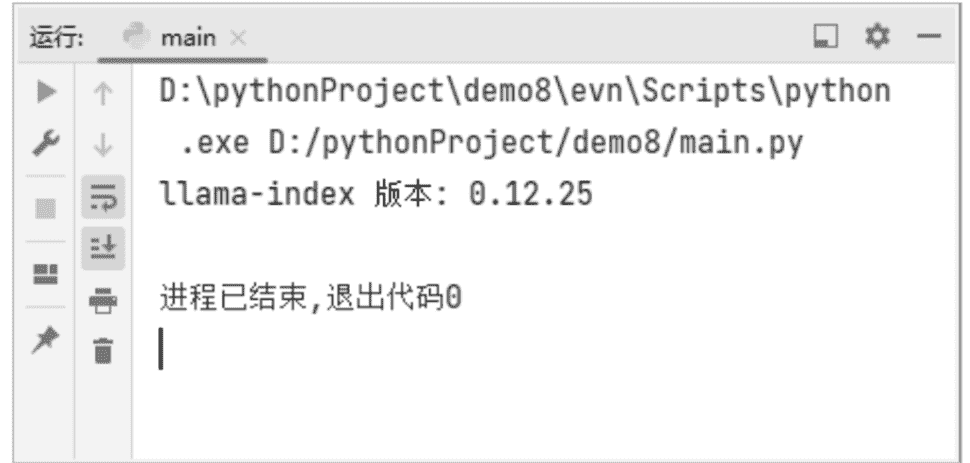 运行: main
D:\pythonProject\demo8\evn\Scripts\python
.exe D:/pythonProject/demo8/main.py
llama-index 版本: 0.12.25
进程已结束,退出代码0